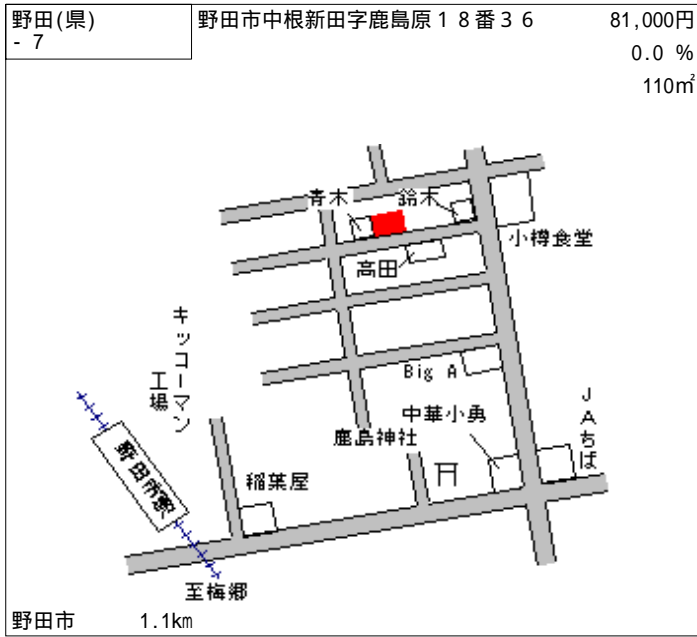 野田(県)
- 7
野田市中根新田字鹿島原１８番３６
81,000円
0.0 %
110㎡
青木
鈴木
小樽食堂
高田
キッコーマン
工場
Big A
JAちば
中華小勇
鹿島神社
野田市駅
稲葉屋
至梅郷
野田市 1.1km